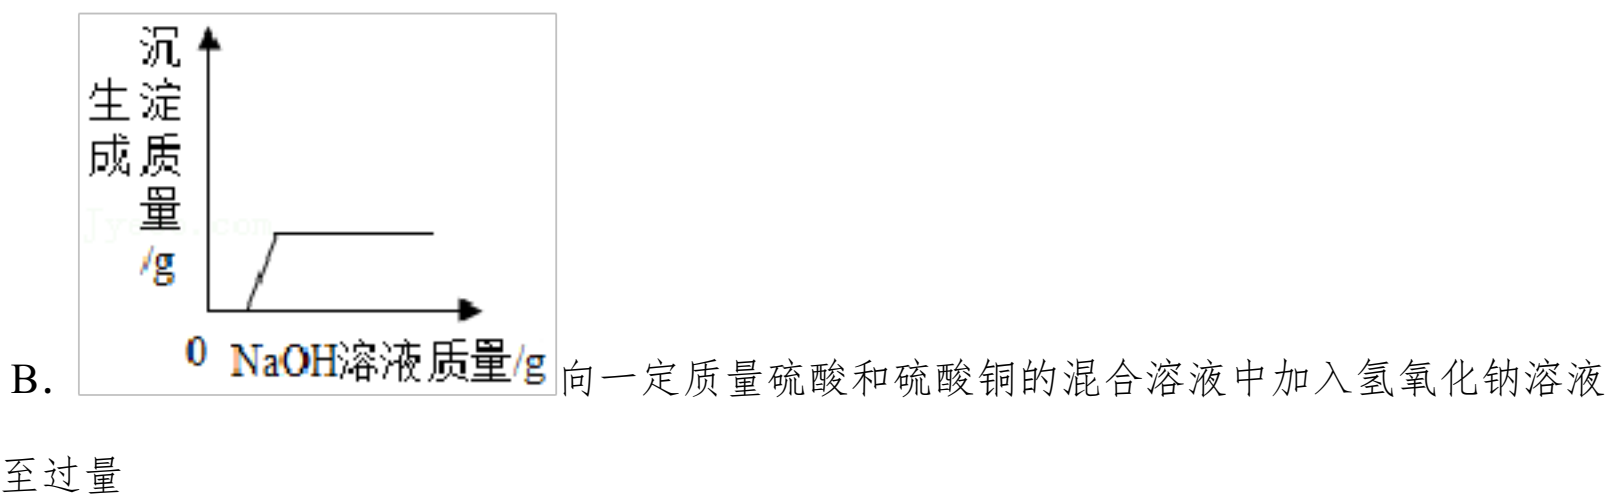 沉淀质量/g
生成
0 NaOH溶液质量/g
B． 向一定质量硫酸和硫酸铜的混合溶液中加入氢氧化钠溶液
至过量